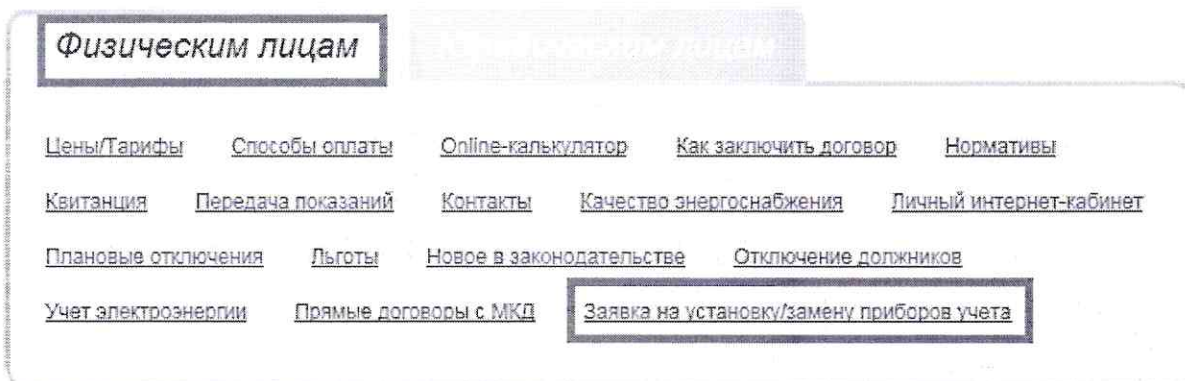 Физическим лицам Юридическим лицам
Цены/Тарифы Способы оплаты Online-калькулятор Как заключить договор Нормативы
Квитанция Передача показаний Контакты Качество энергоснабжения Личный интернет-кабинет
Плановые отключения Льготы Новое в законодательстве Отключение должников
Учет электроэнергии Прямые договоры с МКД Заявка на установку/замену приборов учета